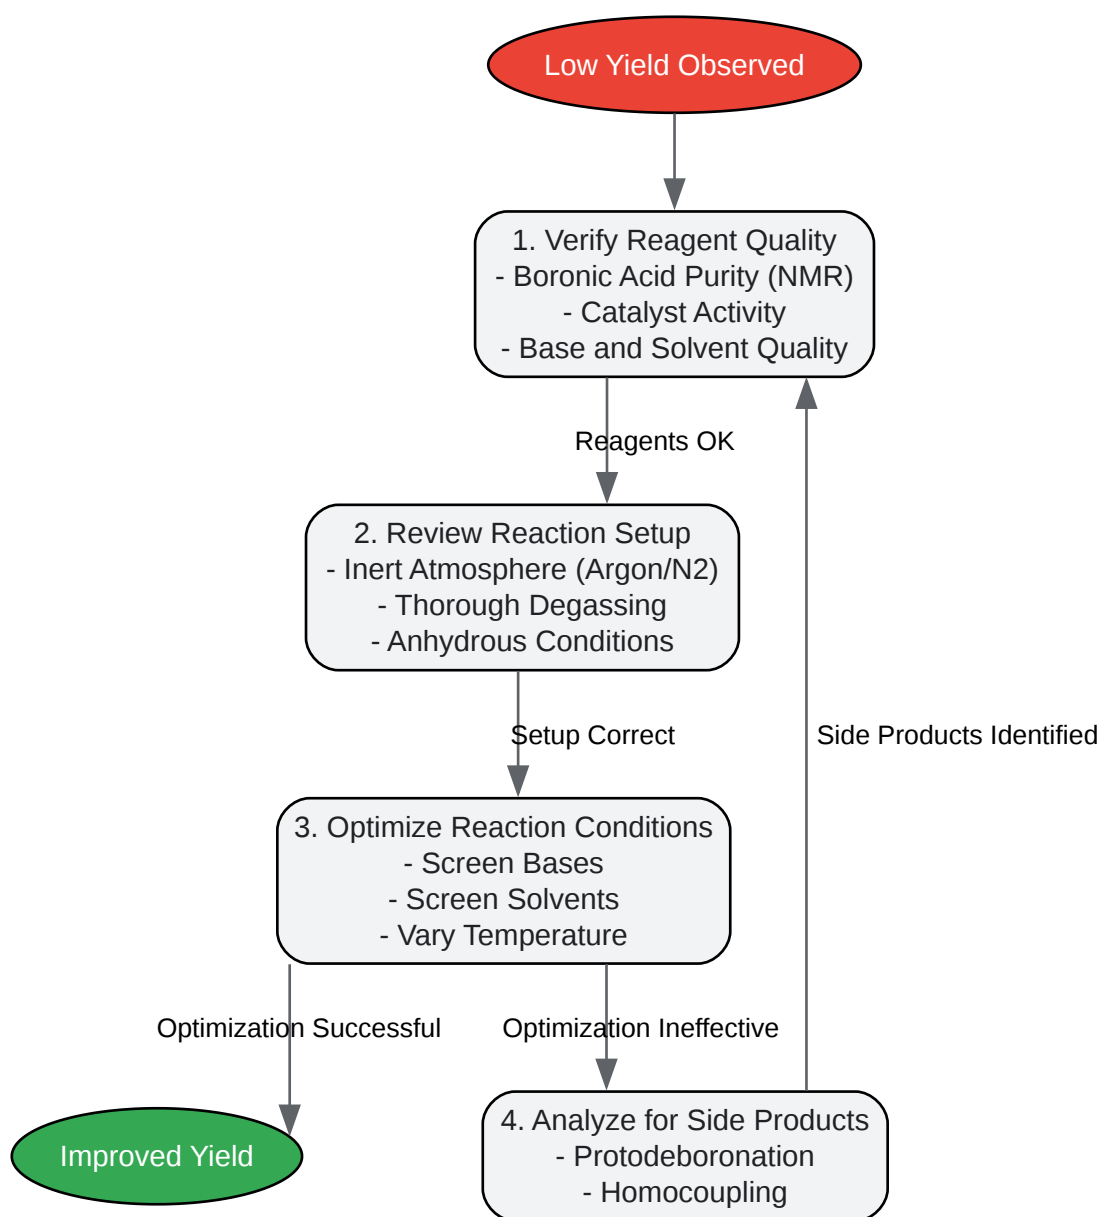 Low Yield Observed
1. Verify Reagent Quality
- Boronic Acid Purity (NMR)
- Catalyst Activity
- Base and Solvent Quality
Reagents OK
2. Review Reaction Setup
- Inert Atmosphere (Argon/N2)
- Thorough Degassing
- Anhydrous Conditions
Setup Correct
Side Products Identified
3. Optimize Reaction Conditions
- Screen Bases
- Screen Solvents
- Vary Temperature
Optimization Successful
Optimization Ineffective
Improved Yield
4. Analyze for Side Products
- Protodeboronation
- Homocoupling